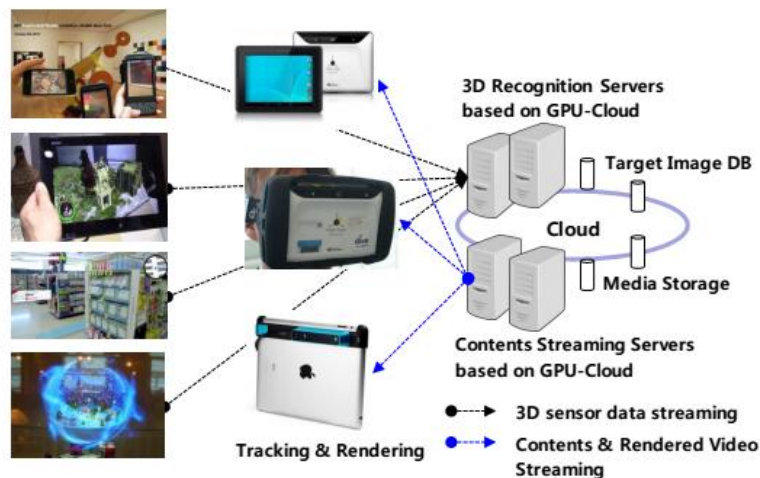 3D Recognition Servers
based on GPU-Cloud
Target Image DB
Cloud
Media Storage
Contents Streaming Servers
based on GPU-Cloud
Tracking & Rendering
3D sensor data streaming
Contents & Rendered Video
Streaming